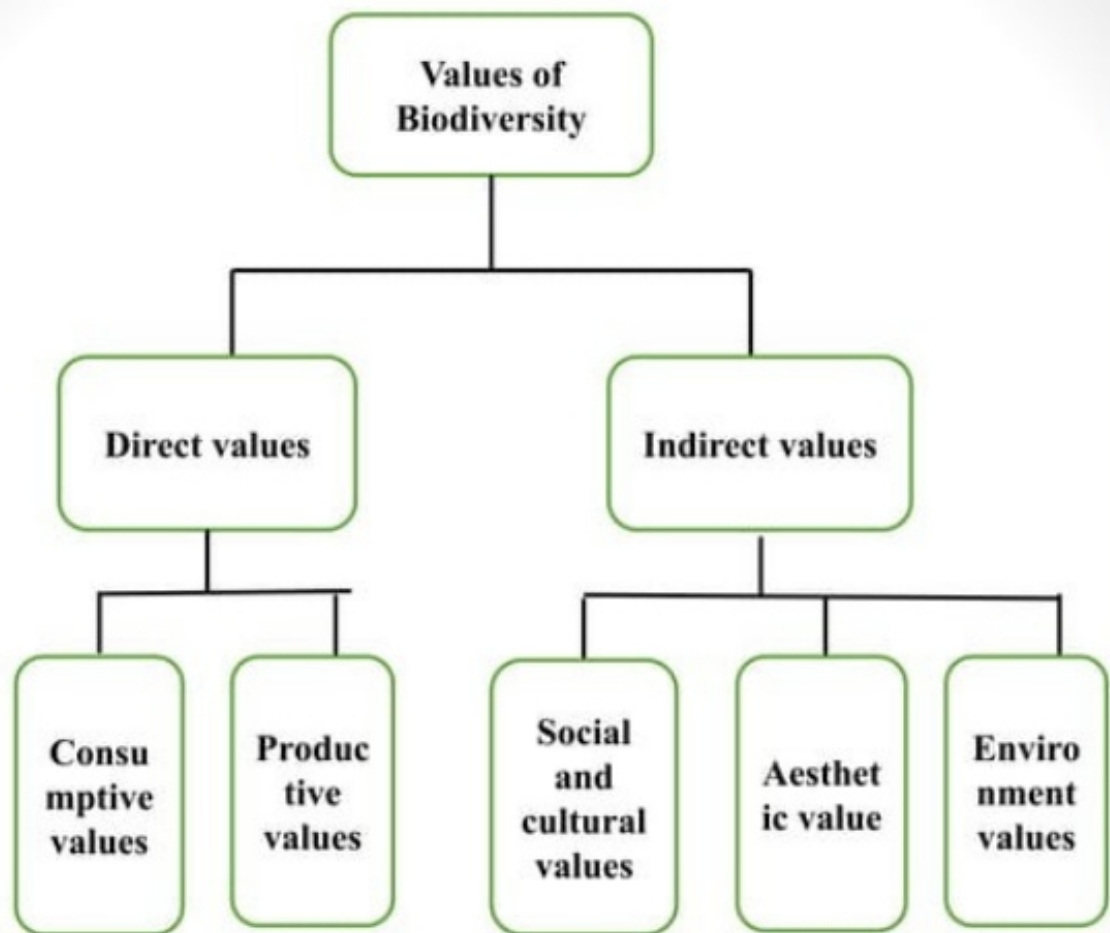 Values of
Biodiversity
Direct values
Indirect values
Consu
mptive
values
Produc
tive
values
Social
and
cultural
values
Aesthet
ic value
Enviro
nment
values